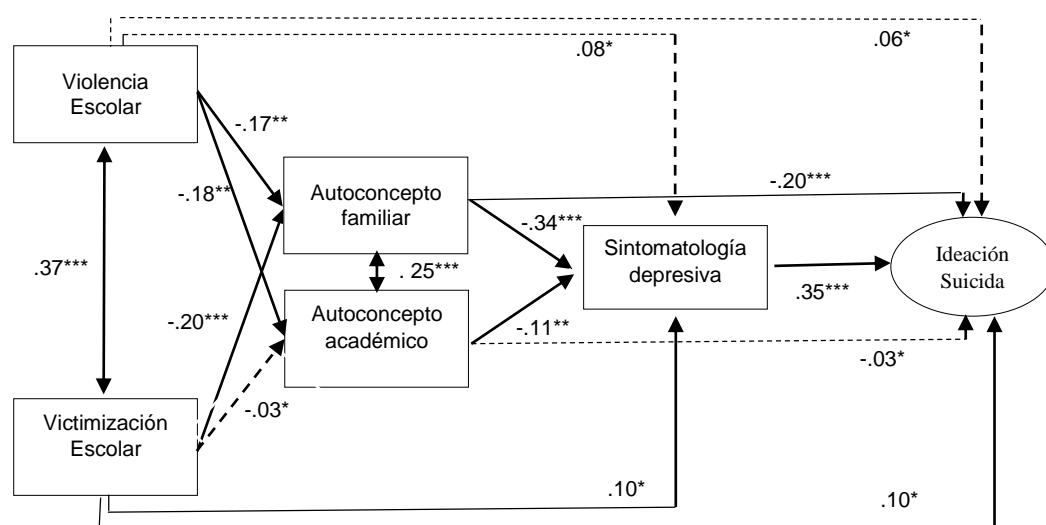 .08*
.06*
Violencia
Escolar
-.17**
-.18**
Autoconcepto
familiar
-.20***
-.34***
Sintomatología
depresiva
Ideación
Suicida
.37***
. 25***
.35***
-.20***
Autoconcepto
académico
-.11**
-.03*
-.03*
Victimización
Escolar
.10*
.10*